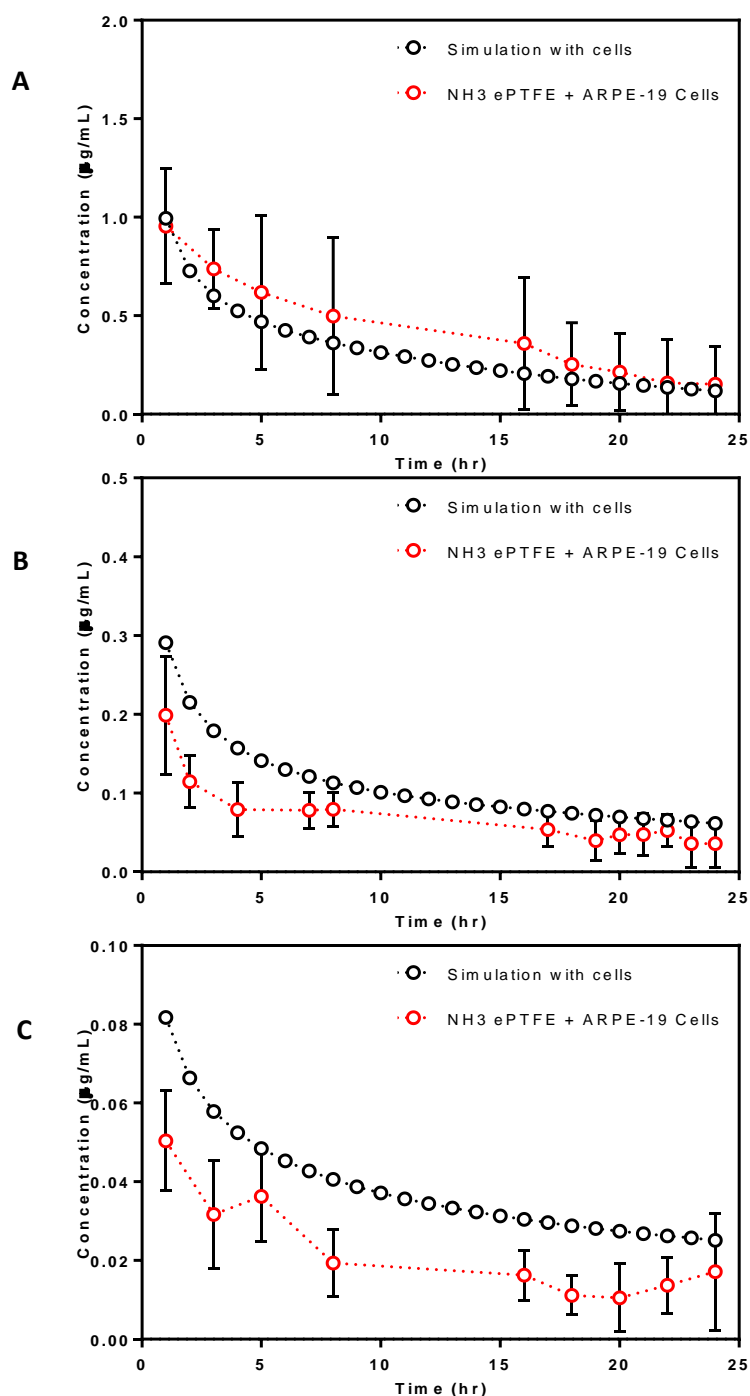 A
Concentration (μg/mL)
2.0
1.5
1.0
0.5
0.0
Simulation with cells
NH3 ePTFE + ARPE-19 Cells
0 5 10 15 20 25
Time (hr)
B
Concentration (μg/mL)
0.5
0.4
0.3
0.2
0.1
0.0
Simulation with cells
NH3 ePTFE + ARPE-19 Cells
0 5 10 15 20 25
Time (hr)
C
Concentration (μg/mL)
0.10
0.08
0.06
0.04
0.02
0.00
Simulation with cells
NH3 ePTFE + ARPE-19 Cells
0 5 10 15 20 25
Time (hr)